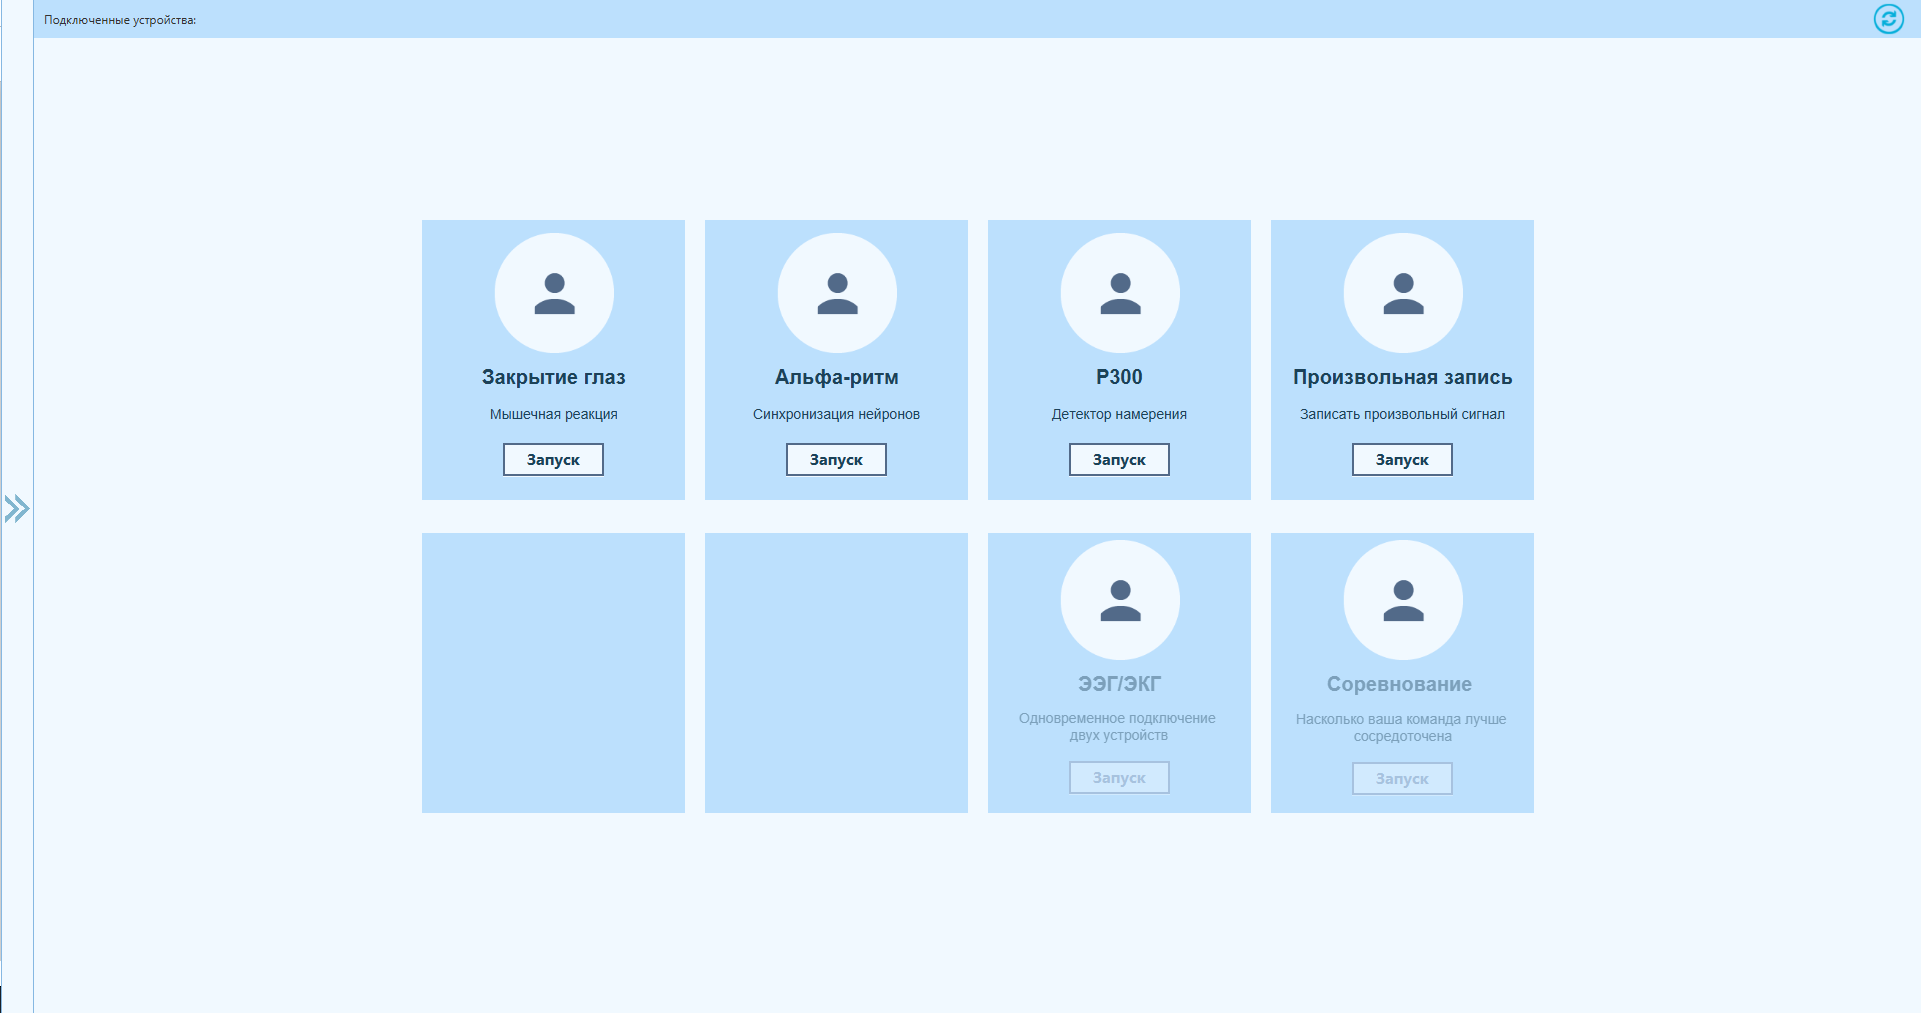 Подключенные устройства:
Закрытие глаз
Мышечная реакция
Запуск
Альфа-ритм
Синхронизация нейронов
Запуск
P300
Детектор намерения
Запуск
Произвольная запись
Записать произвольный сигнал
Запуск
ЭЭГ/ЭКГ
Одновременное подключение
двух устройств
Запуск
Соревнование
Насколько ваша команда лучше
сосредоточена
Запуск